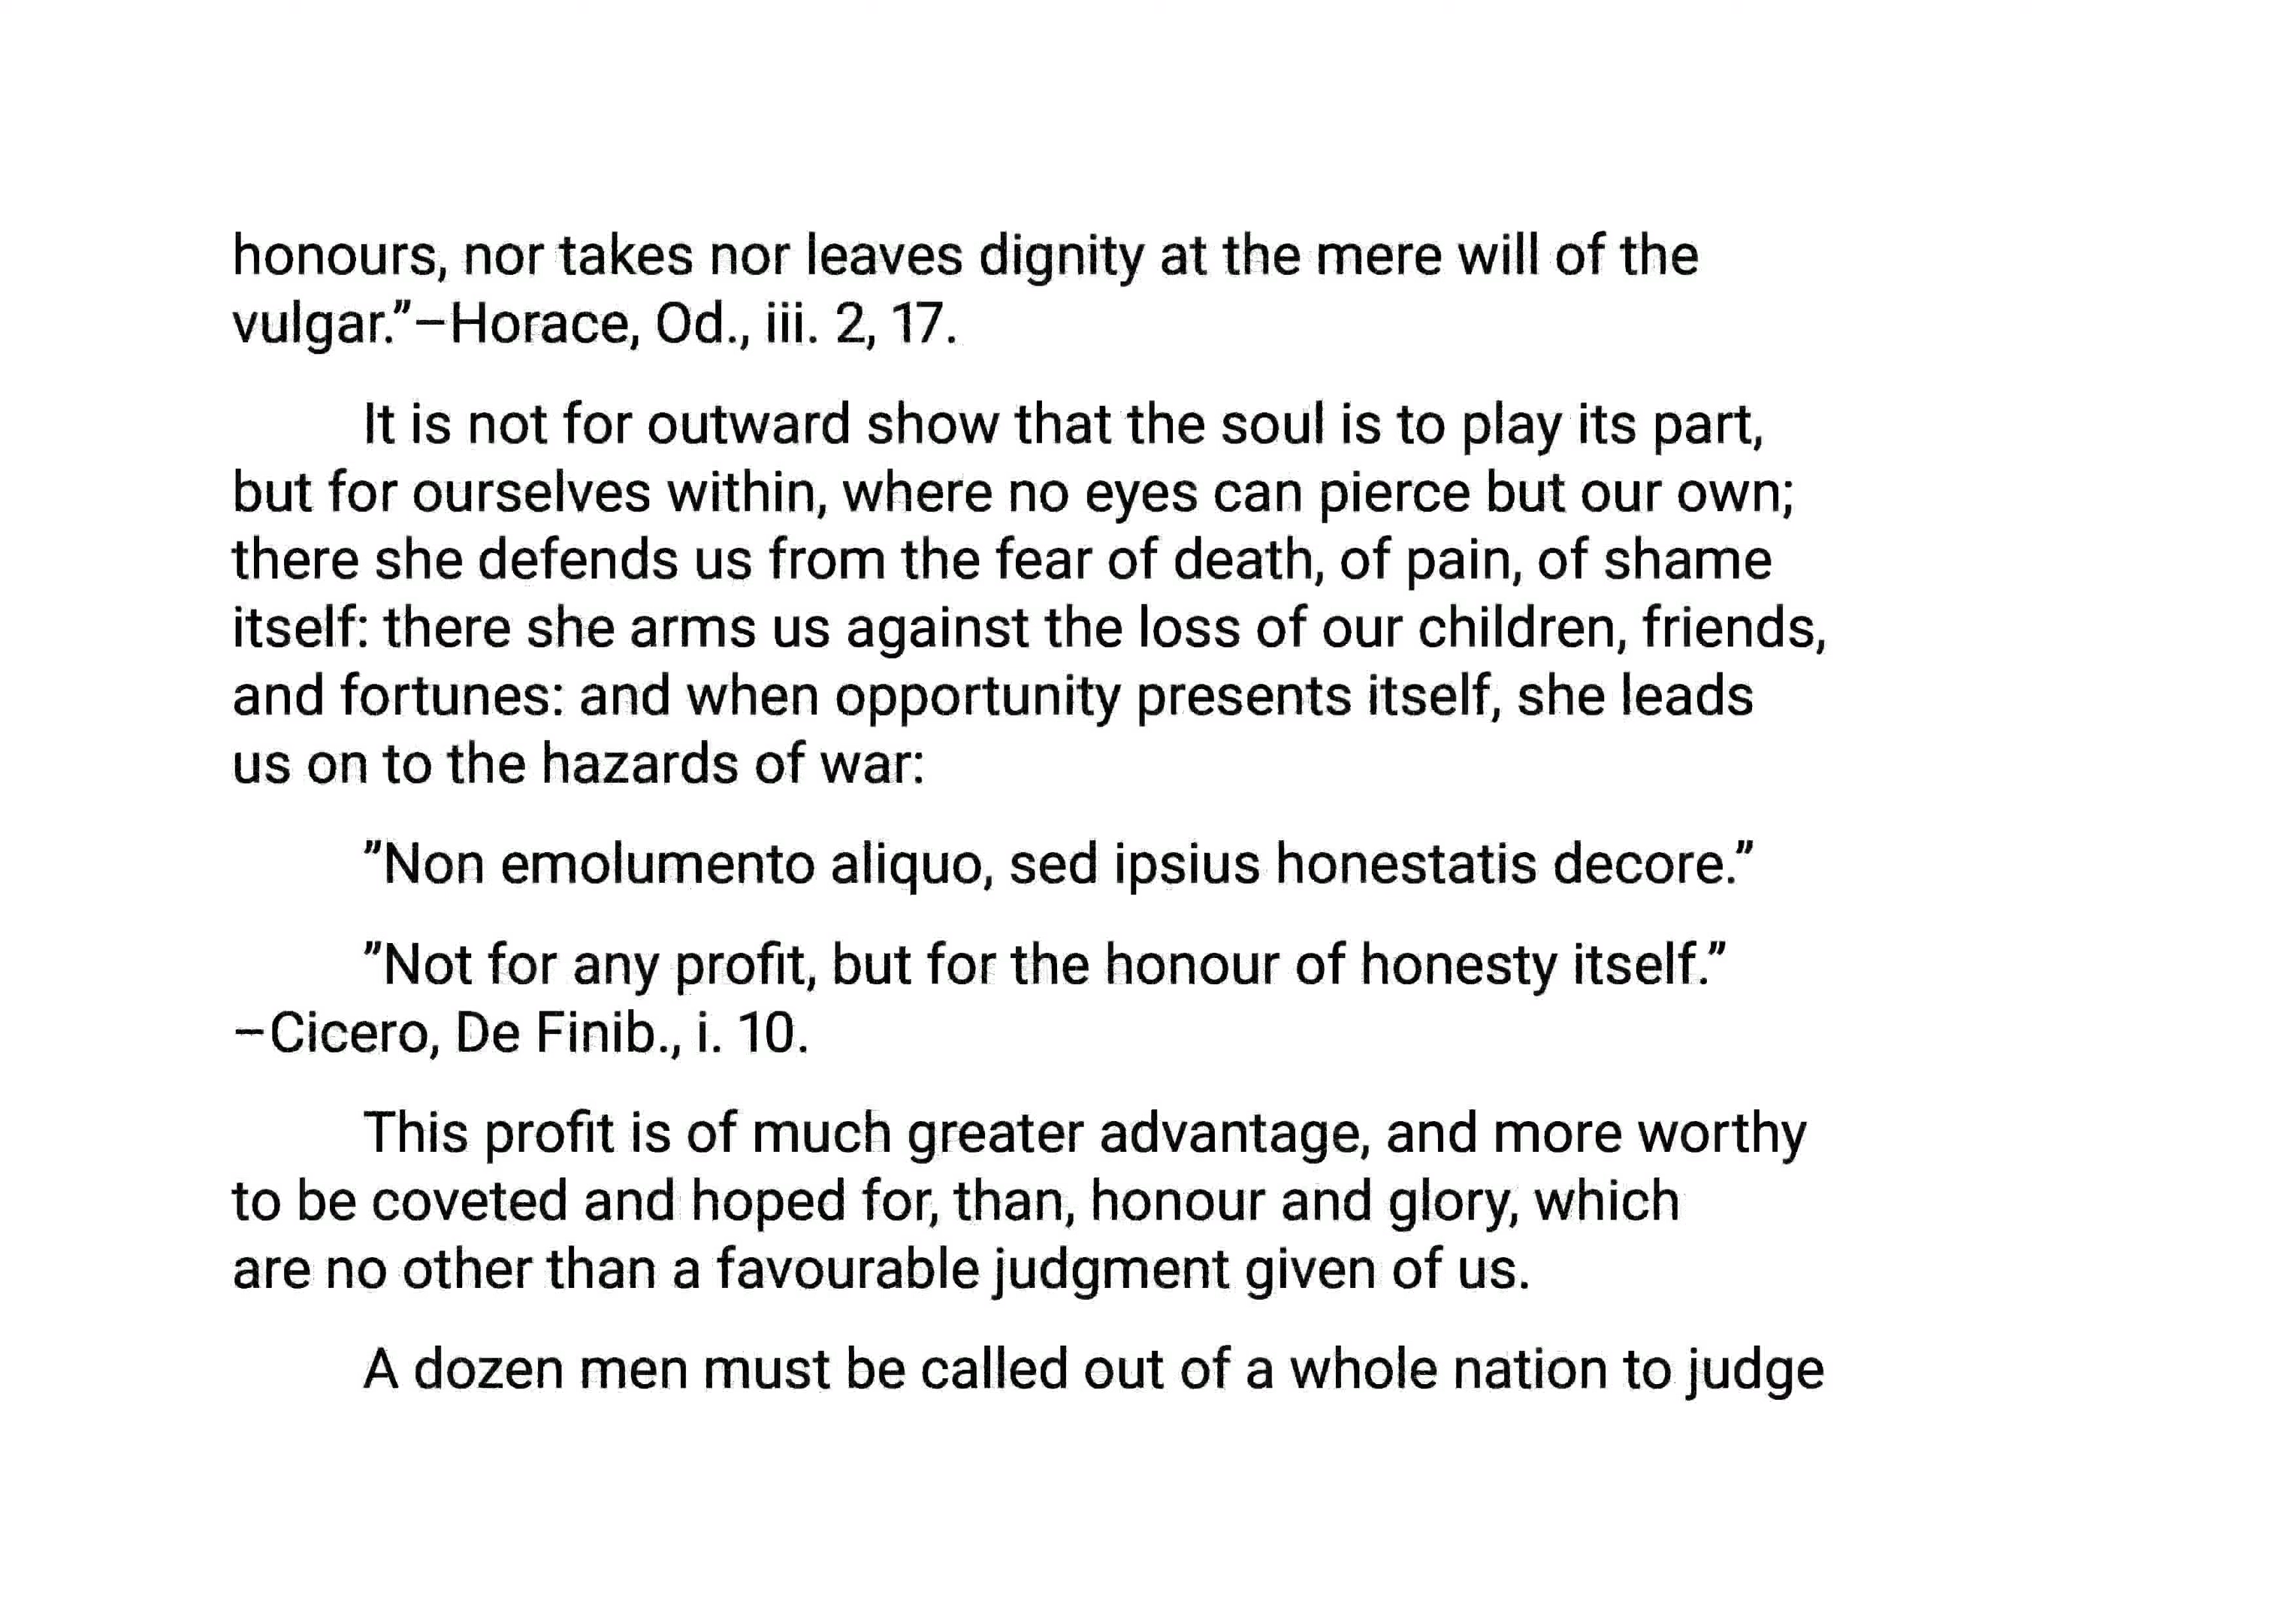 honours, nor takes nor leaves dignity at the mere will of the
vulgar.”–Horace, Od., iii. 2, 17.
It is not for outward show that the soul is to play its part,
but for ourselves within, where no eyes can pierce but our own;
there she defends us from the fear of death, of pain, of shame
itself: there she arms us against the loss of our children, friends,
and fortunes: and when opportunity presents itself, she leads
us on to the hazards of war:
”Non emolumento aliquo, sed ipsius honestatis decore.”
”Not for any profit, but for the honour of honesty itself.”
–Cicero, De Finib., i. 10.
This profit is of much greater advantage, and more worthy
to be coveted and hoped for, than, honour and glory, which
are no other than a favourable judgment given of us.
A dozen men must be called out of a whole nation to judge